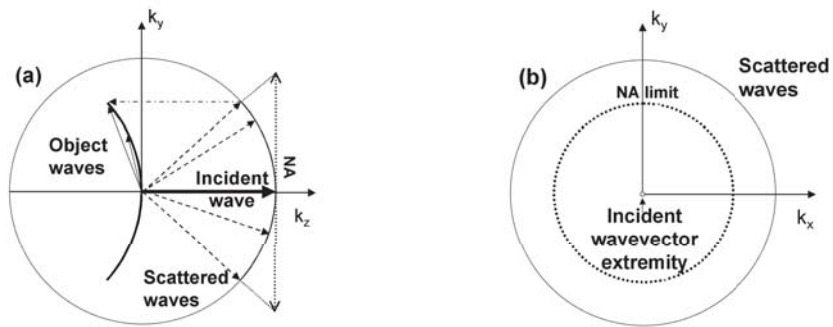 (a)
k_y
Object
waves
Incident
wave
NA
k_z
Scattered
waves
(b)
k_y
Scattered
waves
NA limit
k_x
Incident
wavevector
extremity